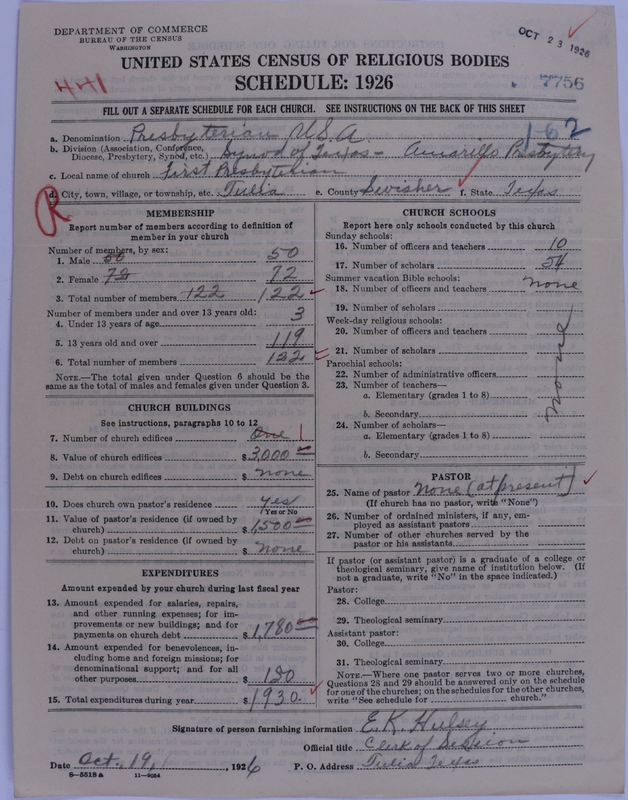 DEPARTMENT OF COMMERCE
BUREAU OF THE CENSUS
WASHINGTON
OCT 23 1926
UNITED STATES CENSUS OF RELIGIOUS BODIES
SCHEDULE: 1926
441
7756
FILL OUT A SEPARATE SCHEDULE FOR EACH CHURCH. SEE INSTRUCTIONS ON THE BACK OF THIS SHEET
162
a. Denomination Presbyterian U.S.A
b. Division (Association, Conference, Diocese, Presbytery, Synod, etc.) Synod of Texas - Amarillo Presbytery
c. Local name of church First Presbyterian
d. City, town, village, or township, etc. Tulia e. County Swisher f. State Texas
R
MEMBERSHIP
Report number of members according to definition of
member in your church
Number of members, by sex:
1. Male 50 50
2. Female 72 72
3. Total number of members 122 122
Number of members under and over 13 years old:
4. Under 13 years of age 3
5. 13 years old and over 119
6. Total number of members 122
NOTE.—The total given under Question 6 should be
same as the total of males and females given under Question 3.
CHURCH BUILDINGS
See instructions, paragraphs 10 to 12
7. Number of church edifices One 1
8. Value of church edifices $3,000.00
9. Debt on church edifices $ none
10. Does church own pastor's residence yes
Yes or No
11. Value of pastor's residence (if owned by
church) $1,500.00
12. Debt on pastor's residence (if owned by
church) $ none
EXPENDITURES
Amount expended by your church during last fiscal year
13. Amount expended for salaries, repairs,
and other running expenses; for im-
provements or new buildings; and for
payments on church debt $1,780.00
14. Amount expended for benevolences, in-
cluding home and foreign missions; for
denominational support; and for all
other purposes $
15. Total expenditures during year $1930.
CHURCH SCHOOLS
Report here only schools conducted by this church
Sunday schools:
16. Number of officers and teachers 10
17. Number of scholars 54
Summer vacation Bible schools:
18. Number of officers and teachers none
19. Number of scholars
Week-day religious schools:
20. Number of officers and teachers
21. Number of scholars
none
Parochial schools:
22. Number of administrative officers
23. Number of teachers—
a. Elementary (grades 1 to 8)
b. Secondary
24. Number of scholars—
a. Elementary (grades 1 to 8)
b. Secondary
PASTOR
25. Name of pastor None (at present)
(If church has no pastor, write "None")
26. Number of ordained ministers, if any, em-
ployed as assistant pastors
27. Number of other churches served by the
pastor or his assistants
If pastor (or assistant pastor) is a graduate of a college or
theological seminary, give name of institution below. (If
not a graduate, write "No" in the space indicated.)
Pastor:
28. College
29. Theological seminary
Assistant pastor:
30. College
31. Theological seminary
NOTE.—Where one pastor serves two or more churches,
Questions 28 and 29 should be answered only on the schedule
for one of the churches; on the schedules for the other churches,
write "See schedule for church."
Signature of person furnishing information E. K. Hulsey
Official title Clerk of Session
Date Oct. 19, 1926 P. O. Address Tulia Texas
8—5518 a 11—9264